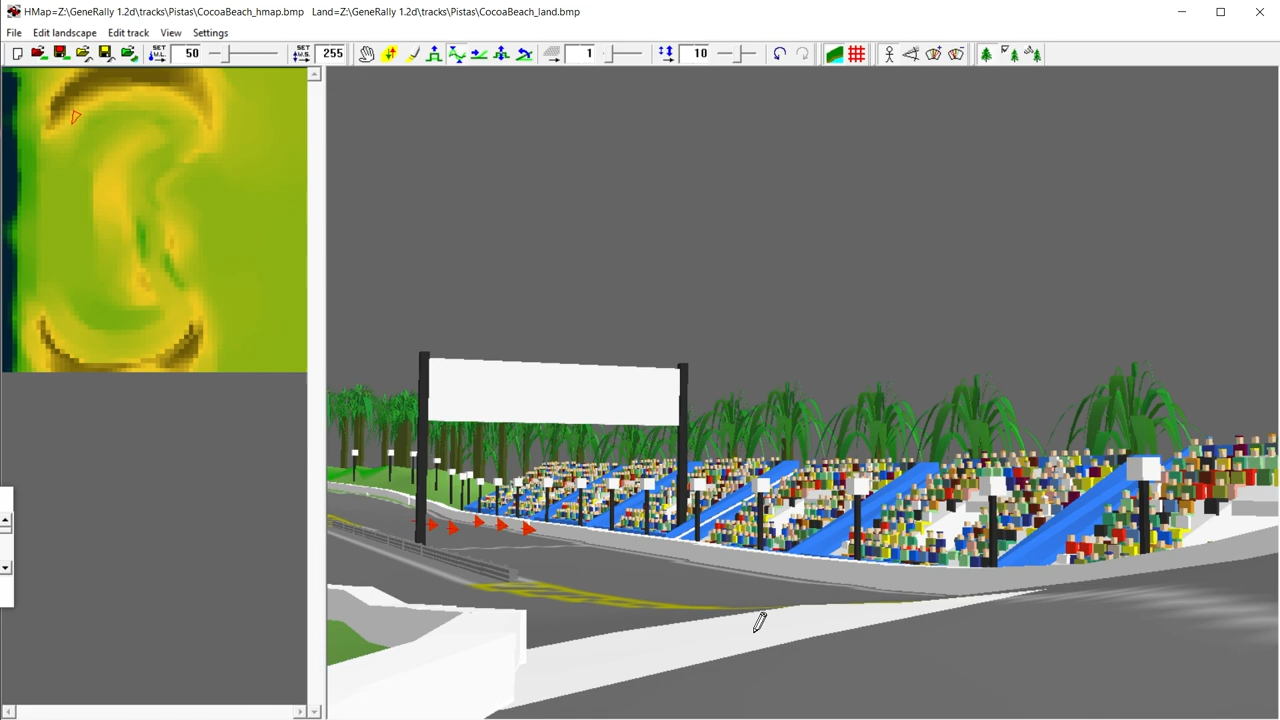 HMap=Z:\GeneRally 1.2d\tracks\Pistas\CocoaBeach_hmap.bmp   Land=Z:\GeneRally 1.2d\tracks\Pistas\CocoaBeach_land.bmp
File   Edit landscape   Edit track   View   Settings
SET U.L. 50 SET U.S. 255 1 10